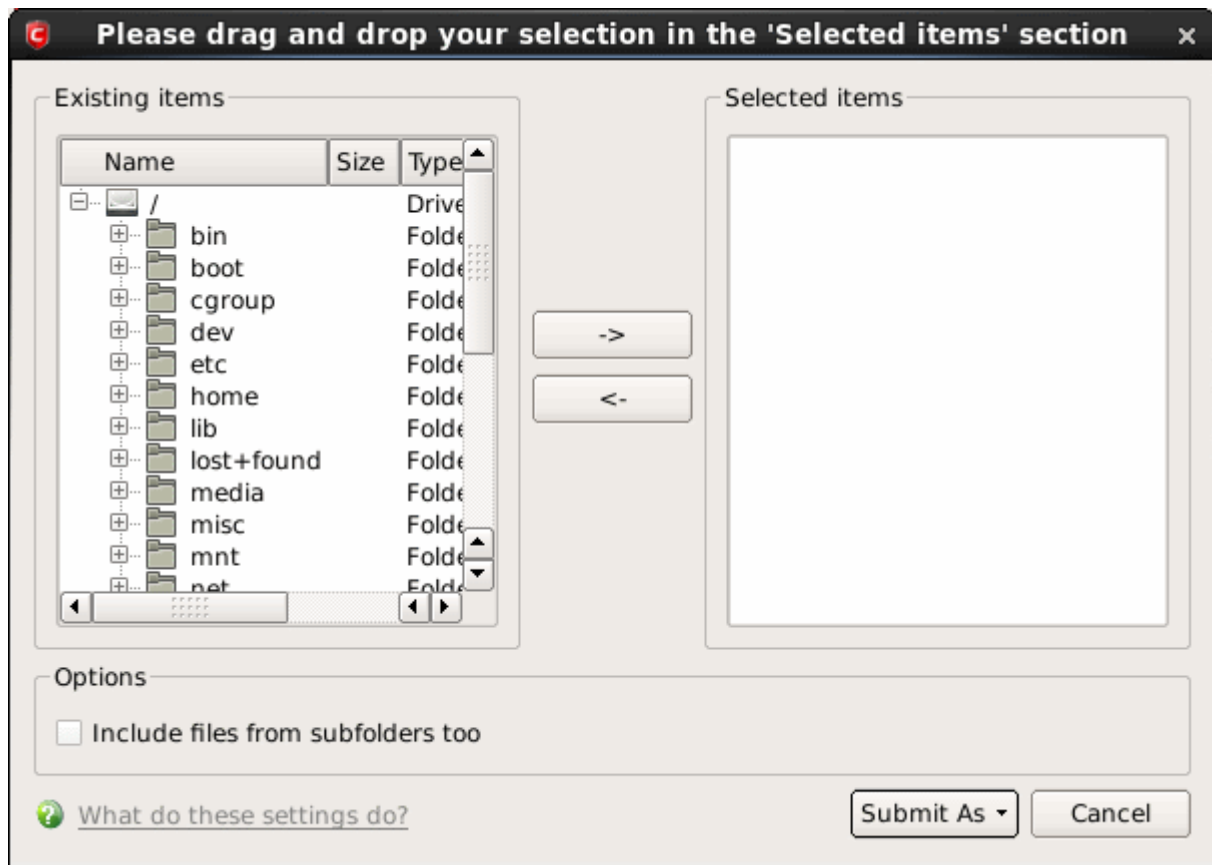 Please drag and drop your selection in the 'Selected items' section
Existing items
Name Size Type
/ Drive
bin Folde
boot Folde
cgroup Folde
dev Folde
etc Folde
home Folde
lib Folde
lost+found Folde
media Folde
misc Folde
mnt Folde
net Folde
->
<-
Selected items
Options
Include files from subfolders too
What do these settings do?
Submit As
Cancel